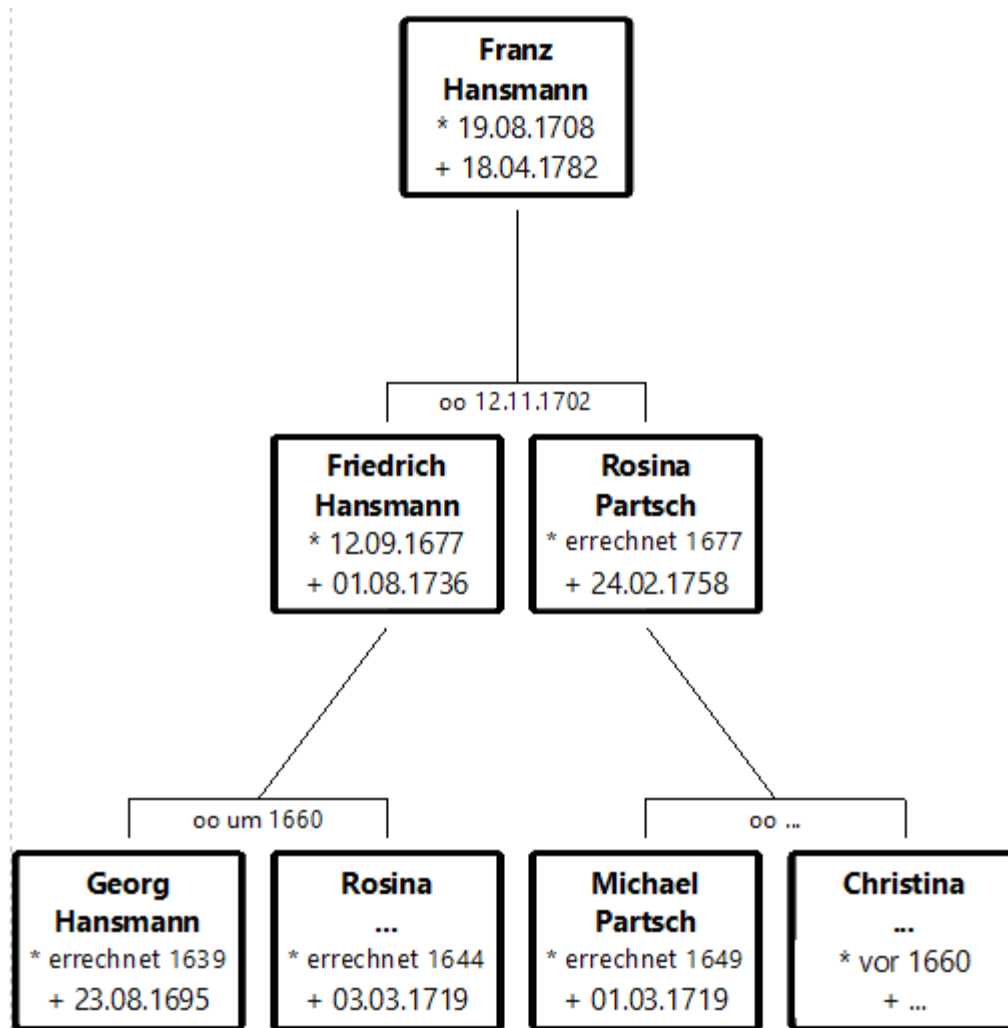 Franz
Hansmann
* 19.08.1708
+ 18.04.1782
oo 12.11.1702
Friedrich
Hansmann
* 12.09.1677
+ 01.08.1736
Rosina
Partsch
* errechnet 1677
+ 24.02.1758
oo um 1660
oo ...
Georg
Hansmann
* errechnet 1639
+ 23.08.1695
Rosina
...
* errechnet 1644
+ 03.03.1719
Michael
Partsch
* errechnet 1649
+ 01.03.1719
Christina
...
* vor 1660
+ ...